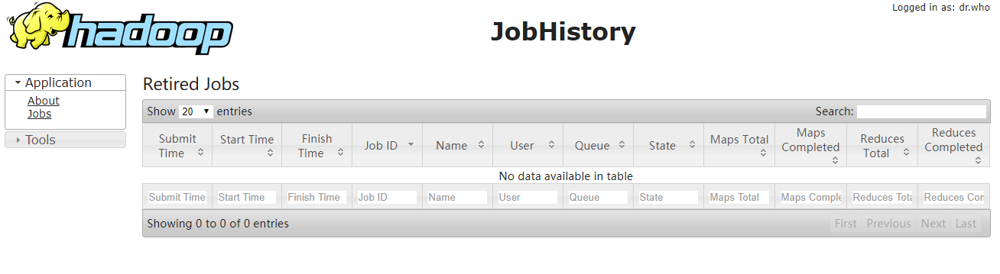 Logged in as: dr.who
hadoop
JobHistory
Application
About
Jobs
Tools
Retired Jobs
Show 20 entries
Search:
Submit Time
Start Time
Finish Time
Job ID
Name
User
Queue
State
Maps Total
Maps Completed
Reduces Total
Reduces Completed
No data available in table
Submit Time
Start Time
Finish Time
Job ID
Name
User
Queue
State
Maps Total
Maps Comple
Reduces Tota
Reduces Con
Showing 0 to 0 of 0 entries
First Previous Next Last